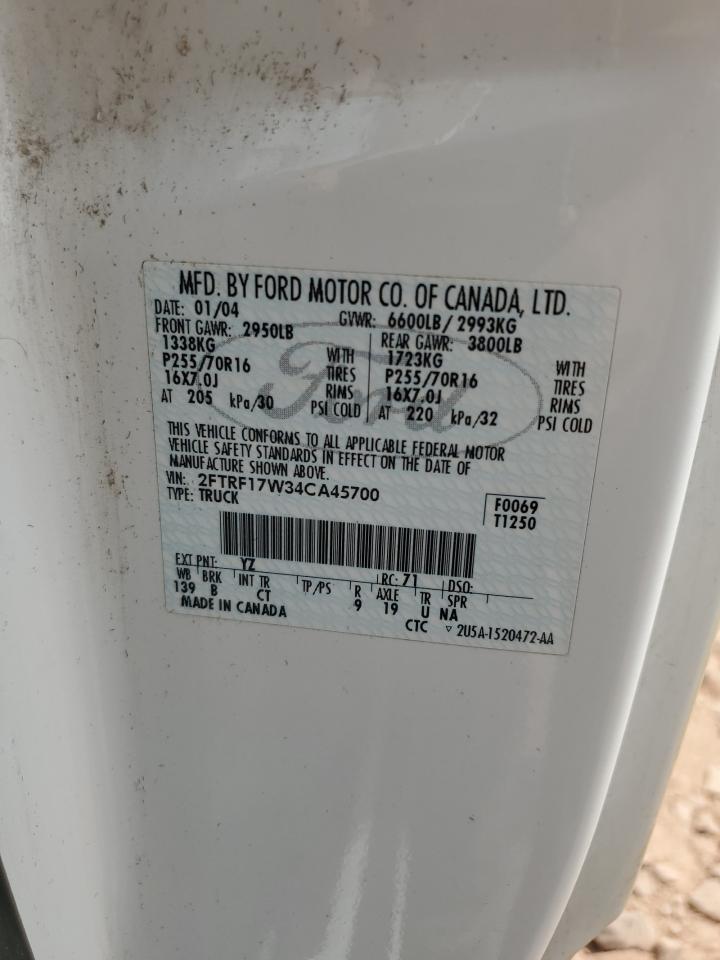 MFD. BY FORD MOTOR CO. OF CANADA, LTD.
DATE: 01/04 GVWR: 6600LB/ 2993KG
FRONT GAWR: 2950LB REAR GAWR: 3800LB
1338KG WITH 1723KG WITH
P255/70R16 TIRES P255/70R16 TIRES
16X7.0J RIMS 16X7.0J RIMS
AT 205 kPa/30 PSI COLD AT 220 kPa/32 PSI COLD
Ford
THIS VEHICLE CONFORMS TO ALL APPLICABLE FEDERAL MOTOR
VEHICLE SAFETY STANDARDS IN EFFECT ON THE DATE OF
MANUFACTURE SHOWN ABOVE.
VIN: 2FTRF17W34CA45700
TYPE: TRUCK
F0069
T1250
EXT PNT: YZ RC: 71 DSO:
WB BRK INT TR TP/PS R AXLE TR SPR
139 B CT 9 19 U NA
MADE IN CANADA CTC ▽ 2U5A-1520472-AA